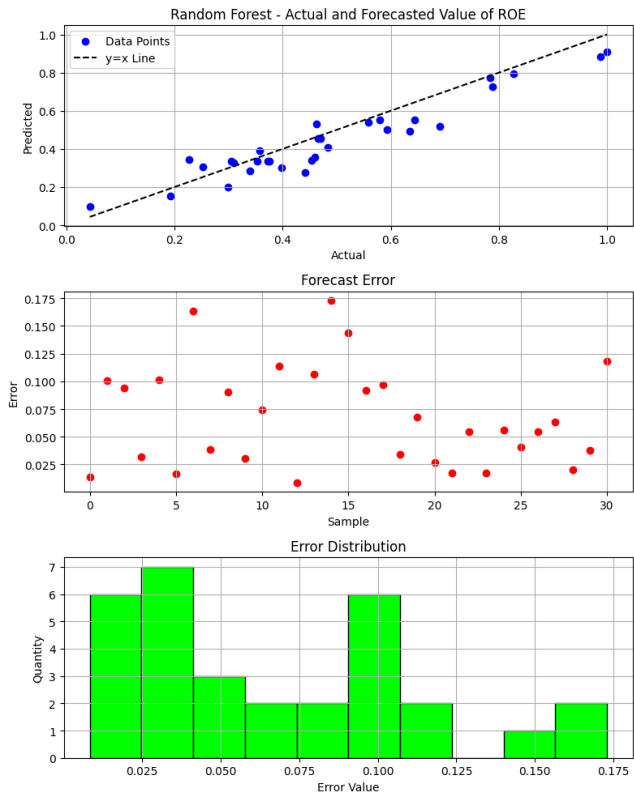 Random Forest - Actual and Forecasted Value of ROE
1.0
0.8
0.6
0.4
0.2
0.0
Predicted
Data Points
y=x Line
0.0 0.2 0.4 0.6 0.8 1.0
Actual
Forecast Error
0.175
0.150
0.125
0.100
0.075
0.050
0.025
Error
0 5 10 15 20 25 30
Sample
Error Distribution
7
6
5
4
3
2
1
0
Quantity
0.025 0.050 0.075 0.100 0.125 0.150 0.175
Error Value